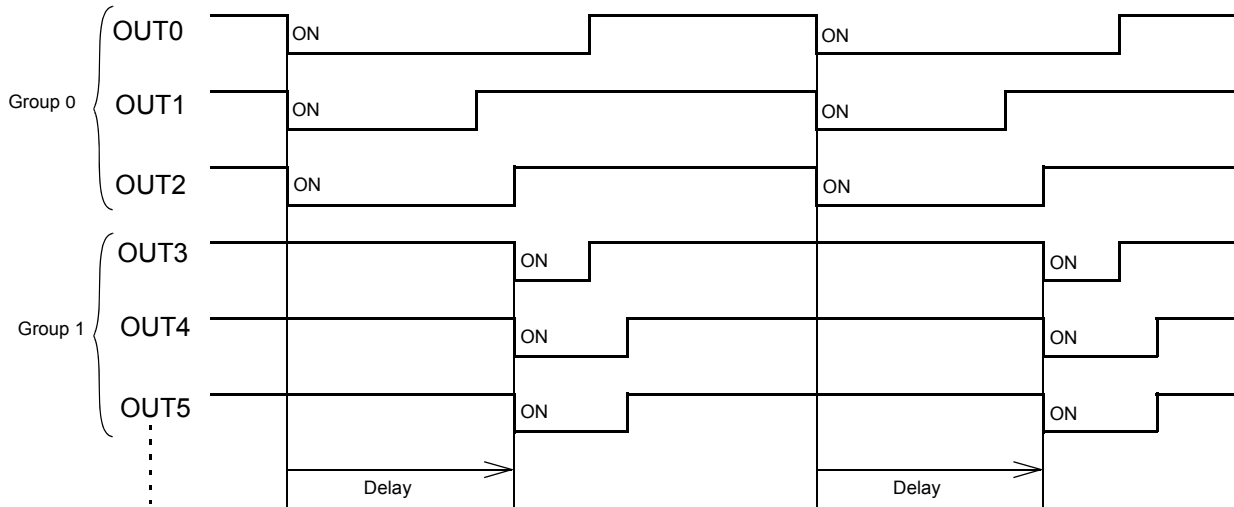 OUT0 ON ON
Group 0 OUT1 ON ON
OUT2 ON ON
OUT3 ON ON
Group 1 OUT4 ON ON
OUT5 ON ON
Delay Delay